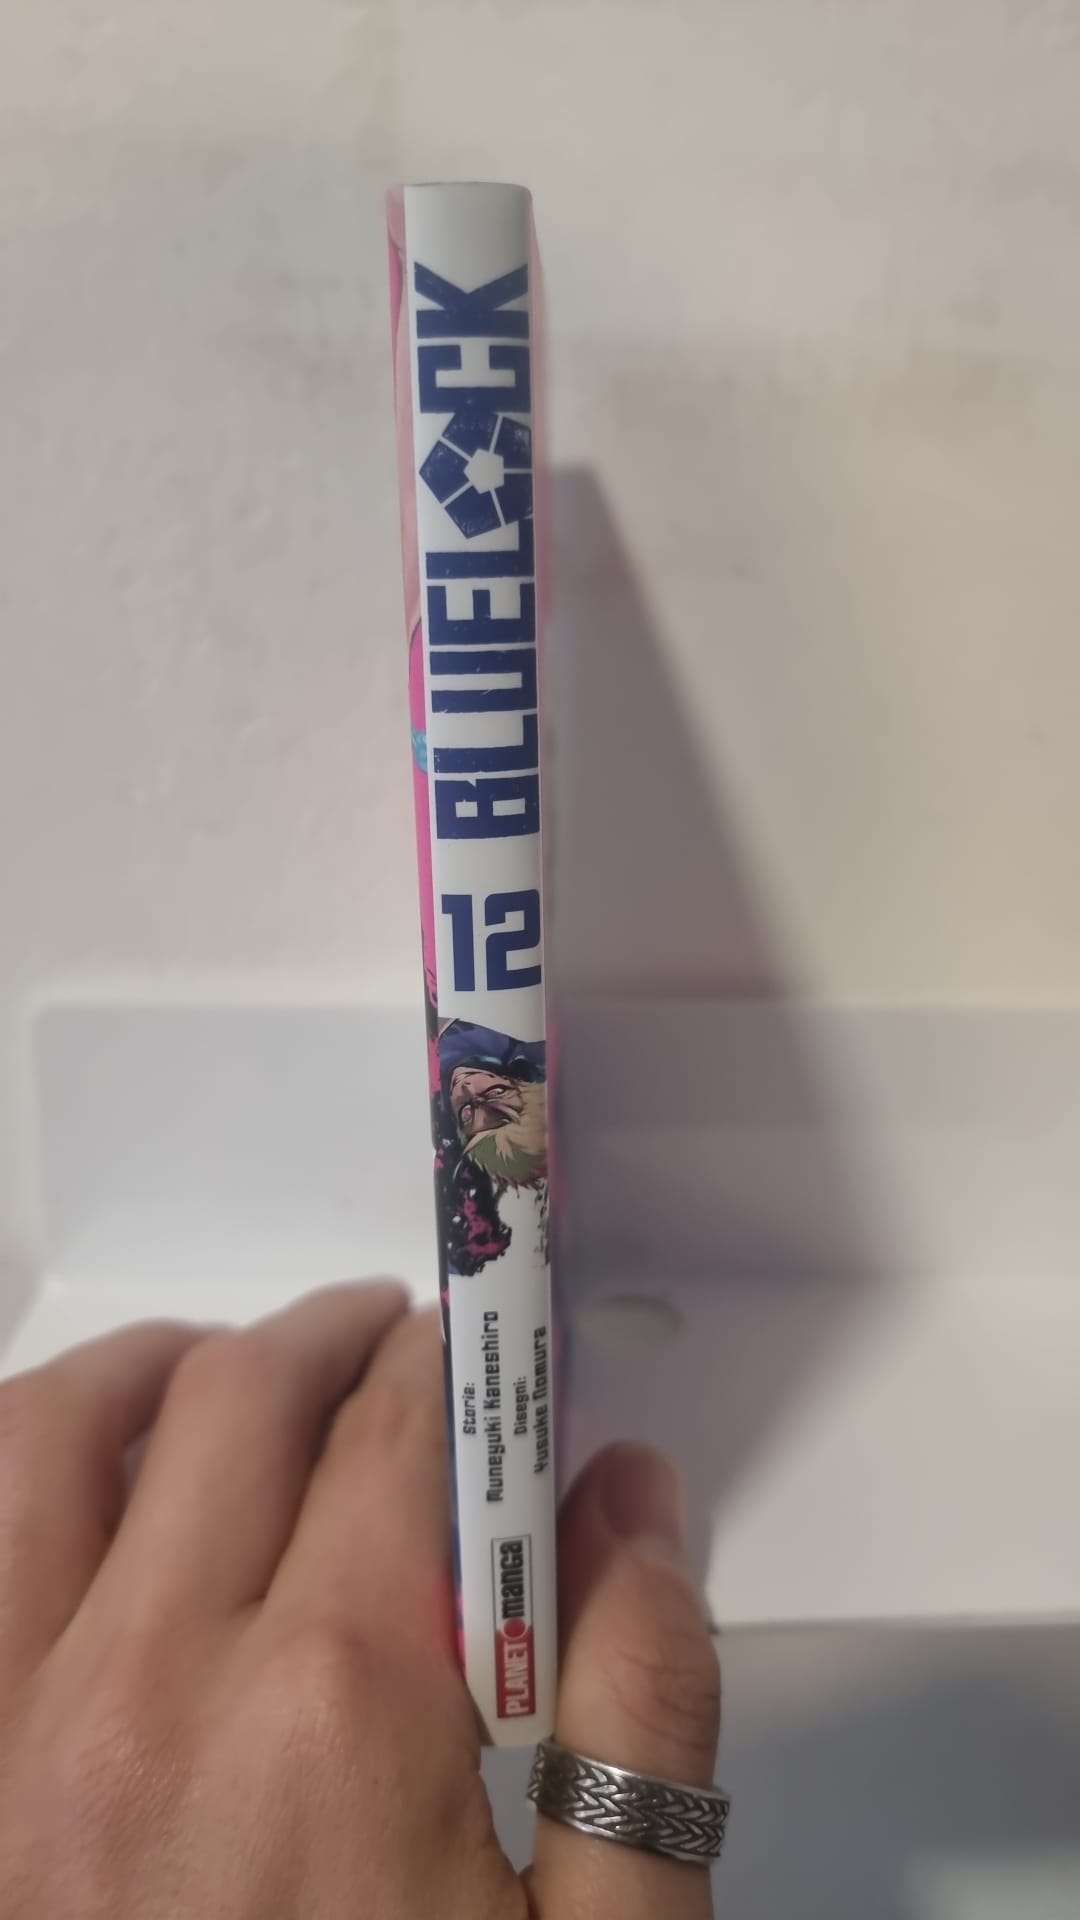 BLUELOCK
12
Storia:
Muneyuki Kaneshiro
Disegni:
Yusuke Nomura
PLANET manga